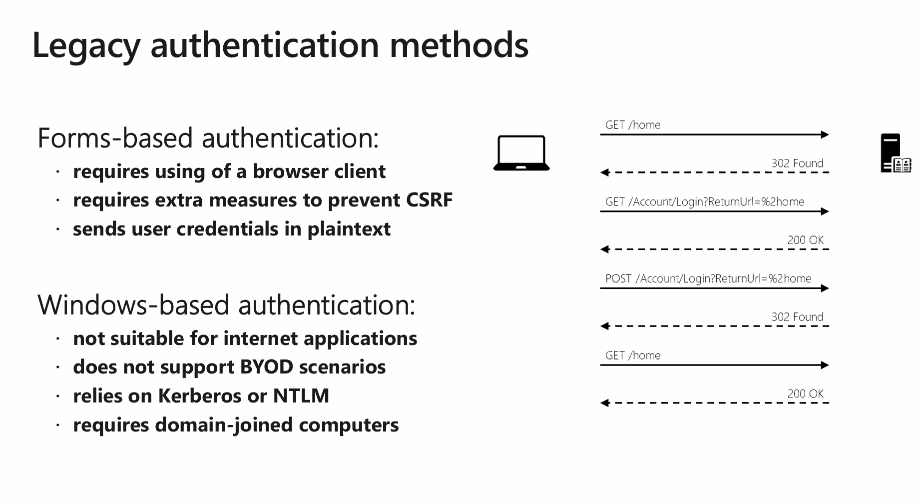 Legacy authentication methods
Forms-based authentication:
· requires using of a browser client
· requires extra measures to prevent CSRF
· sends user credentials in plaintext
Windows-based authentication:
· not suitable for internet applications
· does not support BYOD scenarios
· relies on Kerberos or NTLM
· requires domain-joined computers
GET /home
302 Found
GET /Account/Login?ReturnUrl=%2home
200 OK
POST /Account/Login?ReturnUrl=%2home
302 Found
GET /home
200 OK